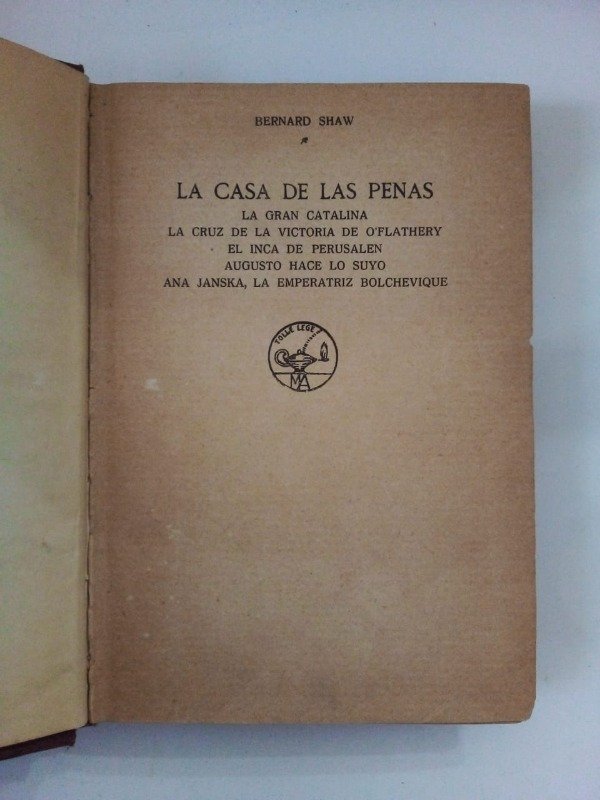 BERNARD SHAW
LA CASA DE LAS PENAS
LA GRAN CATALINA
LA CRUZ DE LA VICTORIA DE O'FLATHERY
EL INCA DE PERUSALEN
AUGUSTO HACE LO SUYO
ANA JANSKA, LA EMPERATRIZ BOLCHEVIQUE
TOLLE LEGE
MA